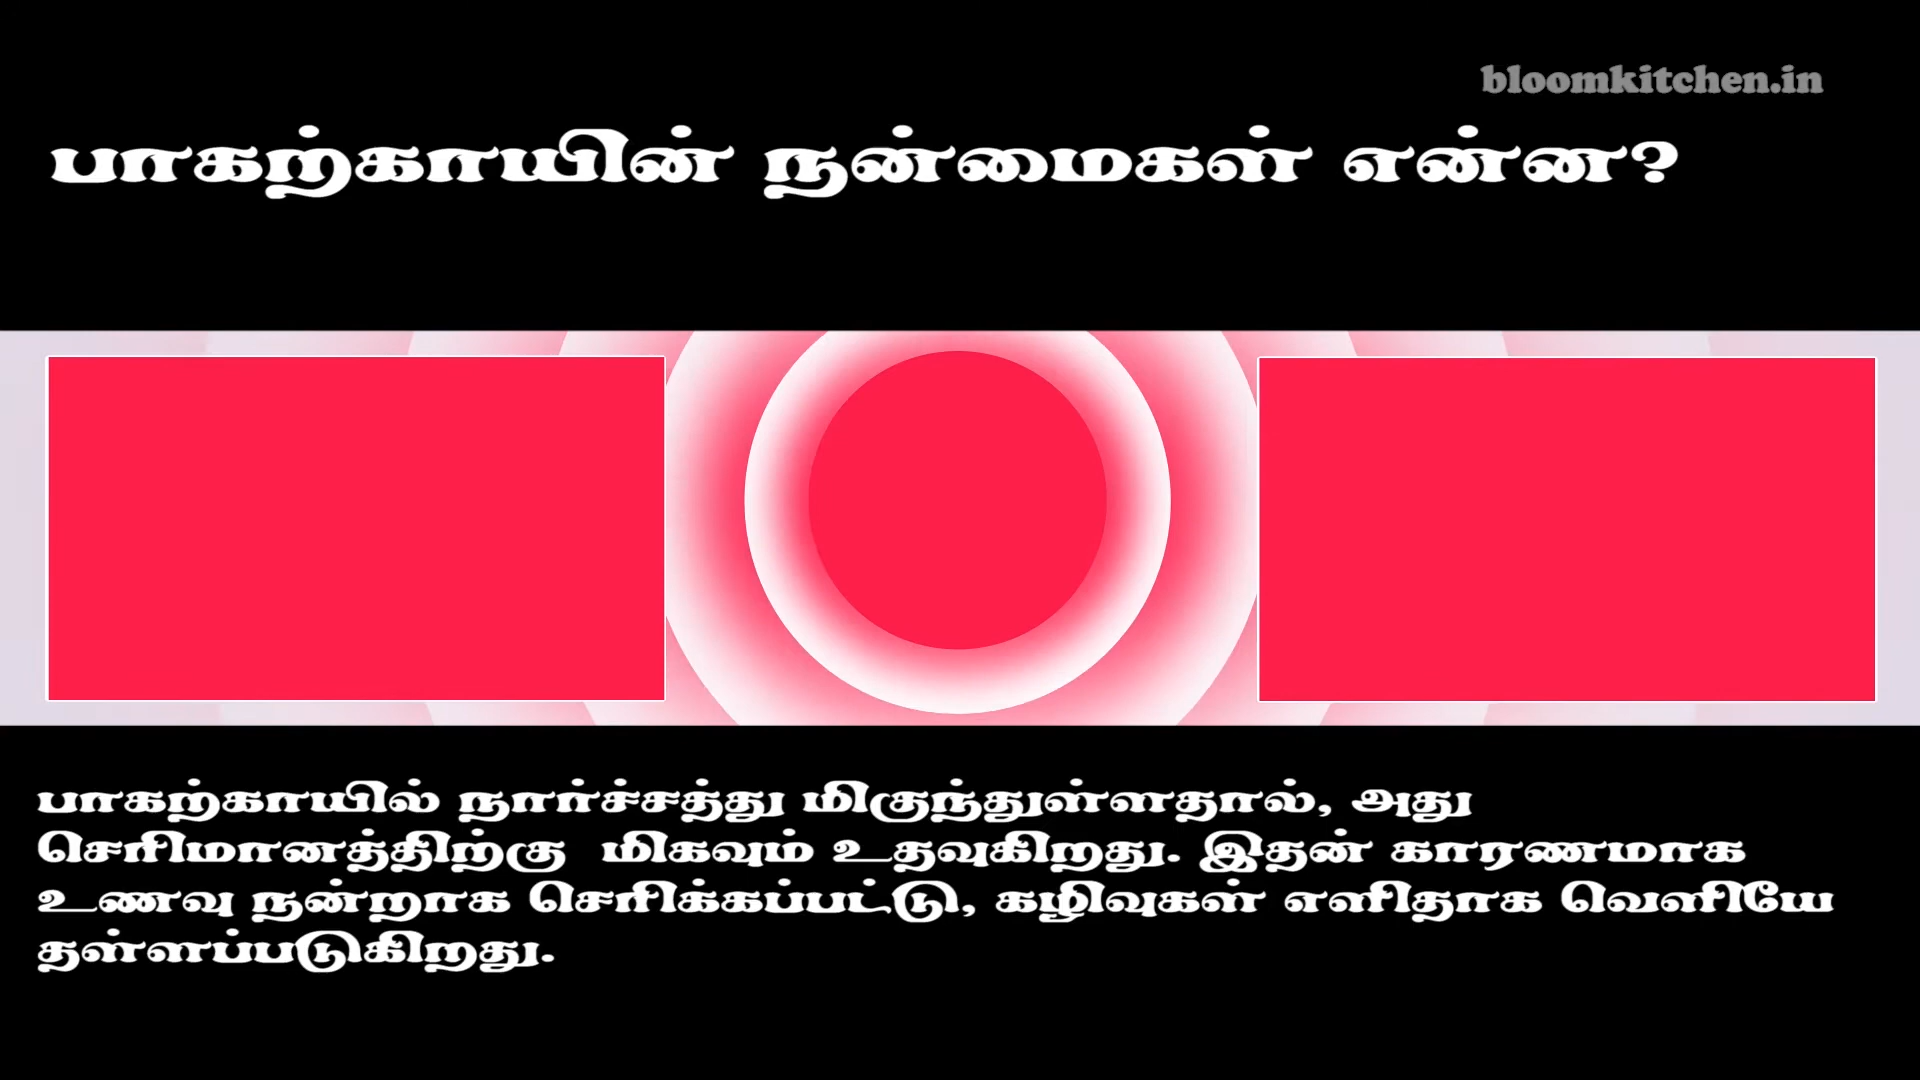 bloomkitchen.in
பாகற்காயின் நன்மைகள் என்ன?
பாகற்காயில் நார்ச்சத்து மிகுந்துள்ளதால், அது
செரிமானத்திற்கு மிகவும் உதவுகிறது. இதன் காரணமாக
உணவு நன்றாக செரிக்கப்பட்டு, கழிவுகள் எளிதாக வெளியே
தள்ளப்படுகிறது.